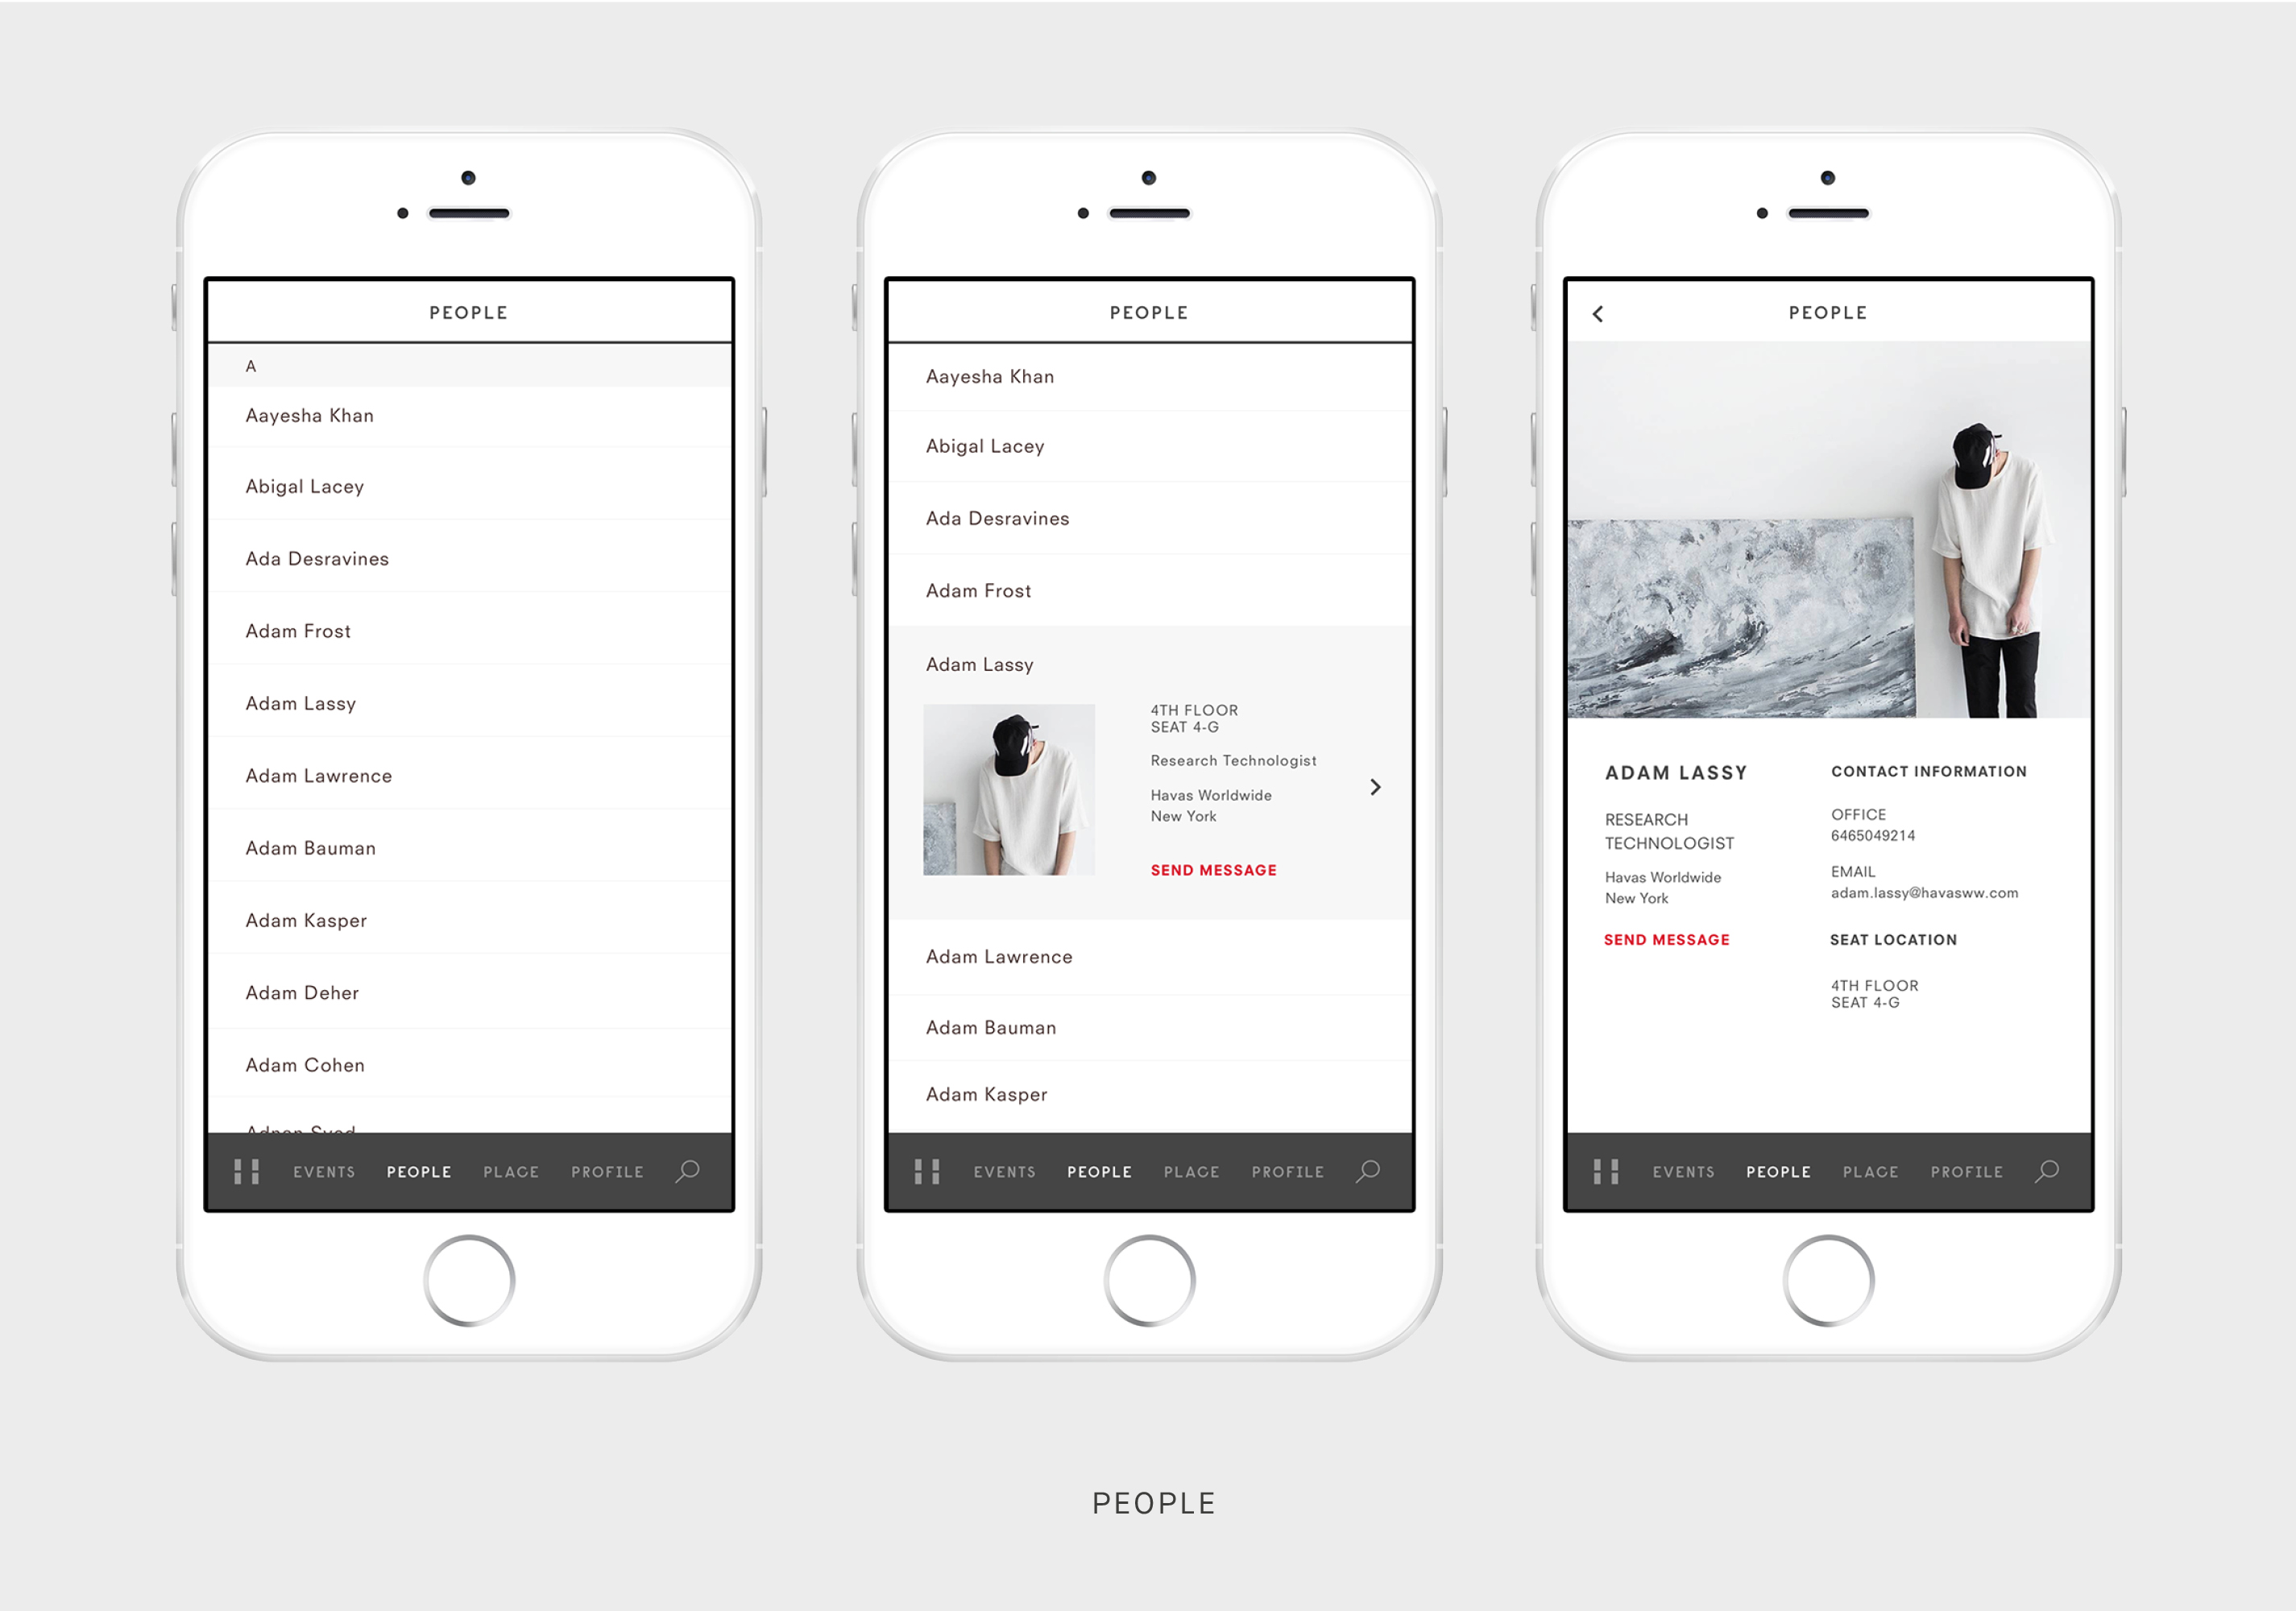 PEOPLE
A
Aayesha Khan
Abigal Lacey
Ada Desravines
Adam Frost
Adam Lassy
Adam Lawrence
Adam Bauman
Adam Kasper
Adam Deher
Adam Cohen
Adnan Syed
EVENTS PEOPLE PLACE PROFILE
PEOPLE
Aayesha Khan
Abigal Lacey
Ada Desravines
Adam Frost
Adam Lassy
4TH FLOOR
SEAT 4-G
Research Technologist
Havas Worldwide
New York
SEND MESSAGE
Adam Lawrence
Adam Bauman
Adam Kasper
EVENTS PEOPLE PLACE PROFILE
PEOPLE
ADAM LASSY
RESEARCH
TECHNOLOGIST
Havas Worldwide
New York
SEND MESSAGE
CONTACT INFORMATION
OFFICE
6465049214
EMAIL
adam.lassy@havasww.com
SEAT LOCATION
4TH FLOOR
SEAT 4-G
EVENTS PEOPLE PLACE PROFILE
PEOPLE